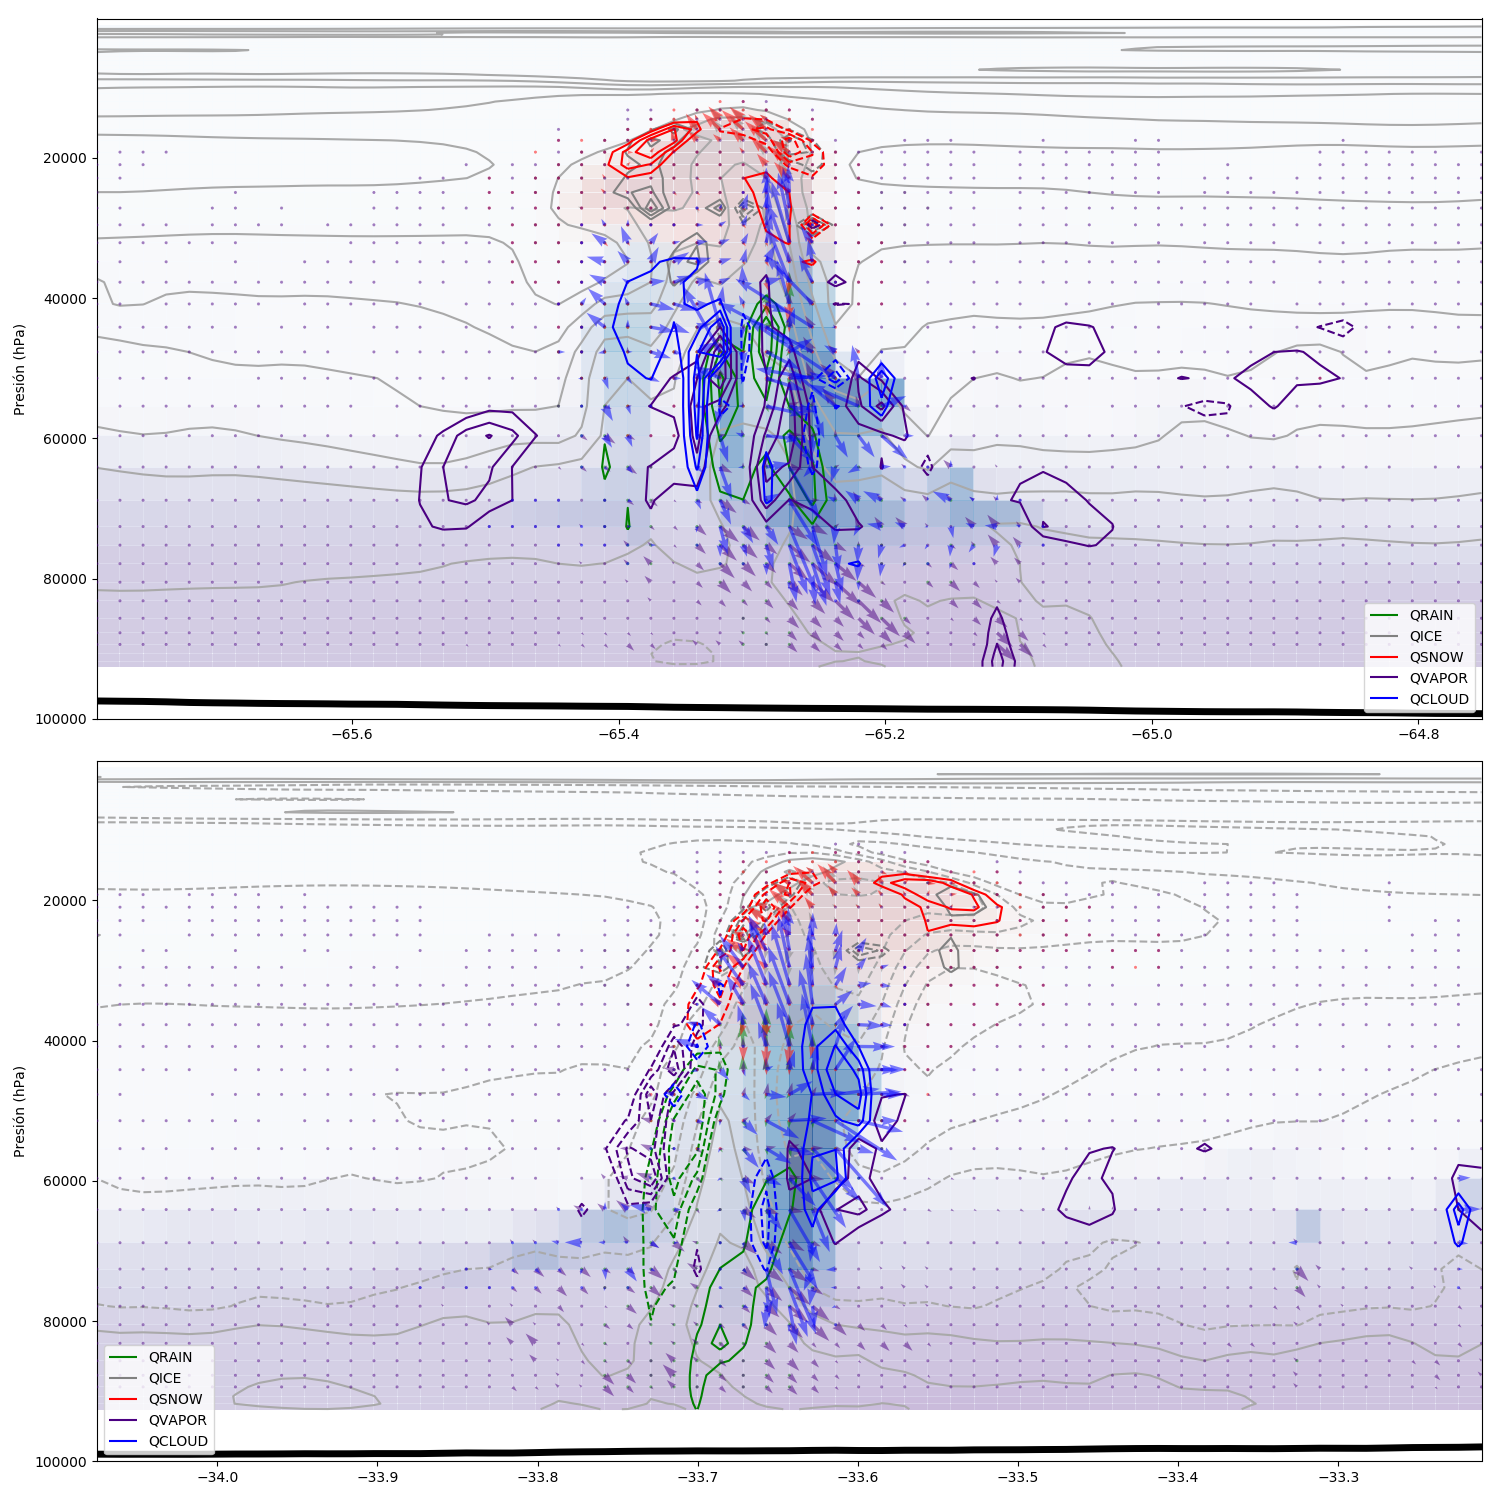 Presión (hPa)
20000
40000
60000
80000
100000
QRAIN
QICE
QSNOW
QVAPOR
QCLOUD
−65.6 −65.4 −65.2 −65.0 −64.8
Presión (hPa)
20000
40000
60000
80000
100000
QRAIN
QICE
QSNOW
QVAPOR
QCLOUD
−34.0 −33.9 −33.8 −33.7 −33.6 −33.5 −33.4 −33.3